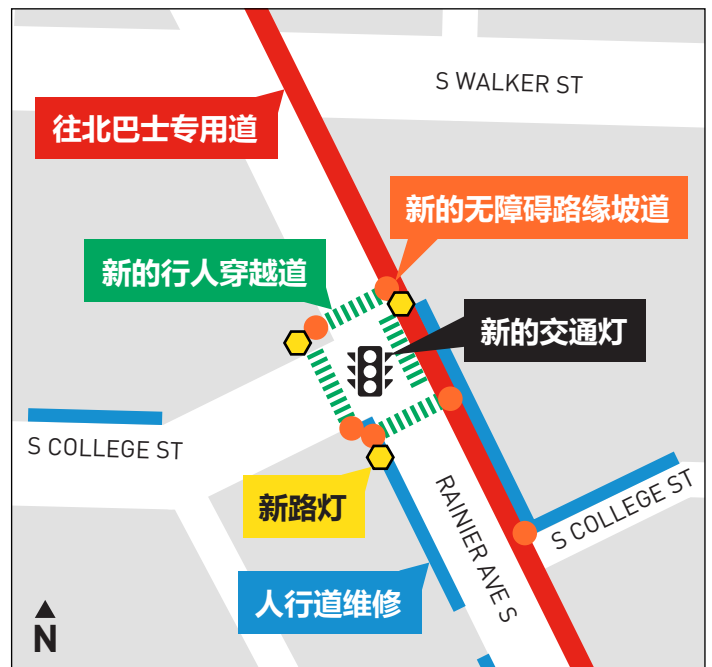 S WALKER ST
往北巴士专用道
新的无障碍路缘坡道
新的行人穿越道
新的交通灯
S COLLEGE ST
新路灯
RAINIER AVE S
S COLLEGE ST
人行道维修
N